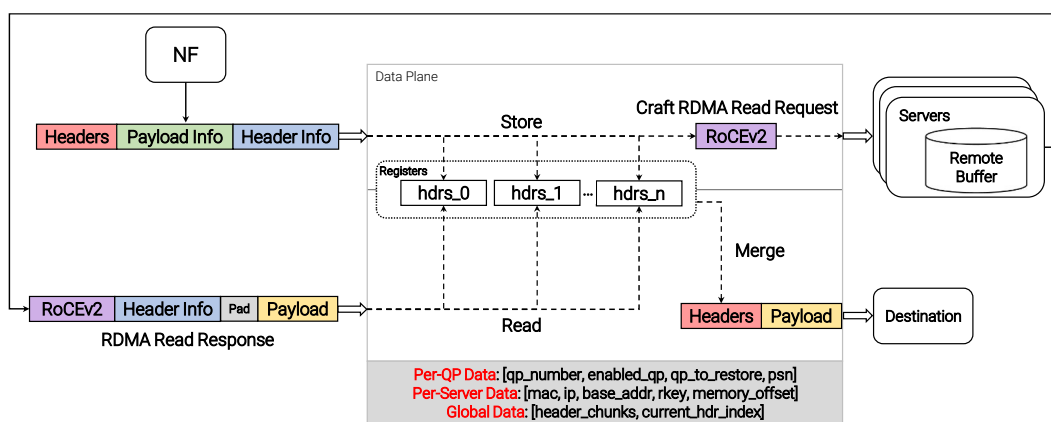 NF
Data Plane
Headers Payload Info Header Info
Store
Craft RDMA Read Request
RoCEv2
Servers
Remote
Buffer
Registers
hdrs_0 hdrs_1 ... hdrs_n
Merge
RoCEv2 Header Info Pad Payload
RDMA Read Response
Read
Headers Payload
Destination
Per-QP Data: [qp_number, enabled_qp, qp_to_restore, psn]
Per-Server Data: [mac, ip, base_addr, rkey, memory_offset]
Global Data: [header_chunks, current_hdr_index]